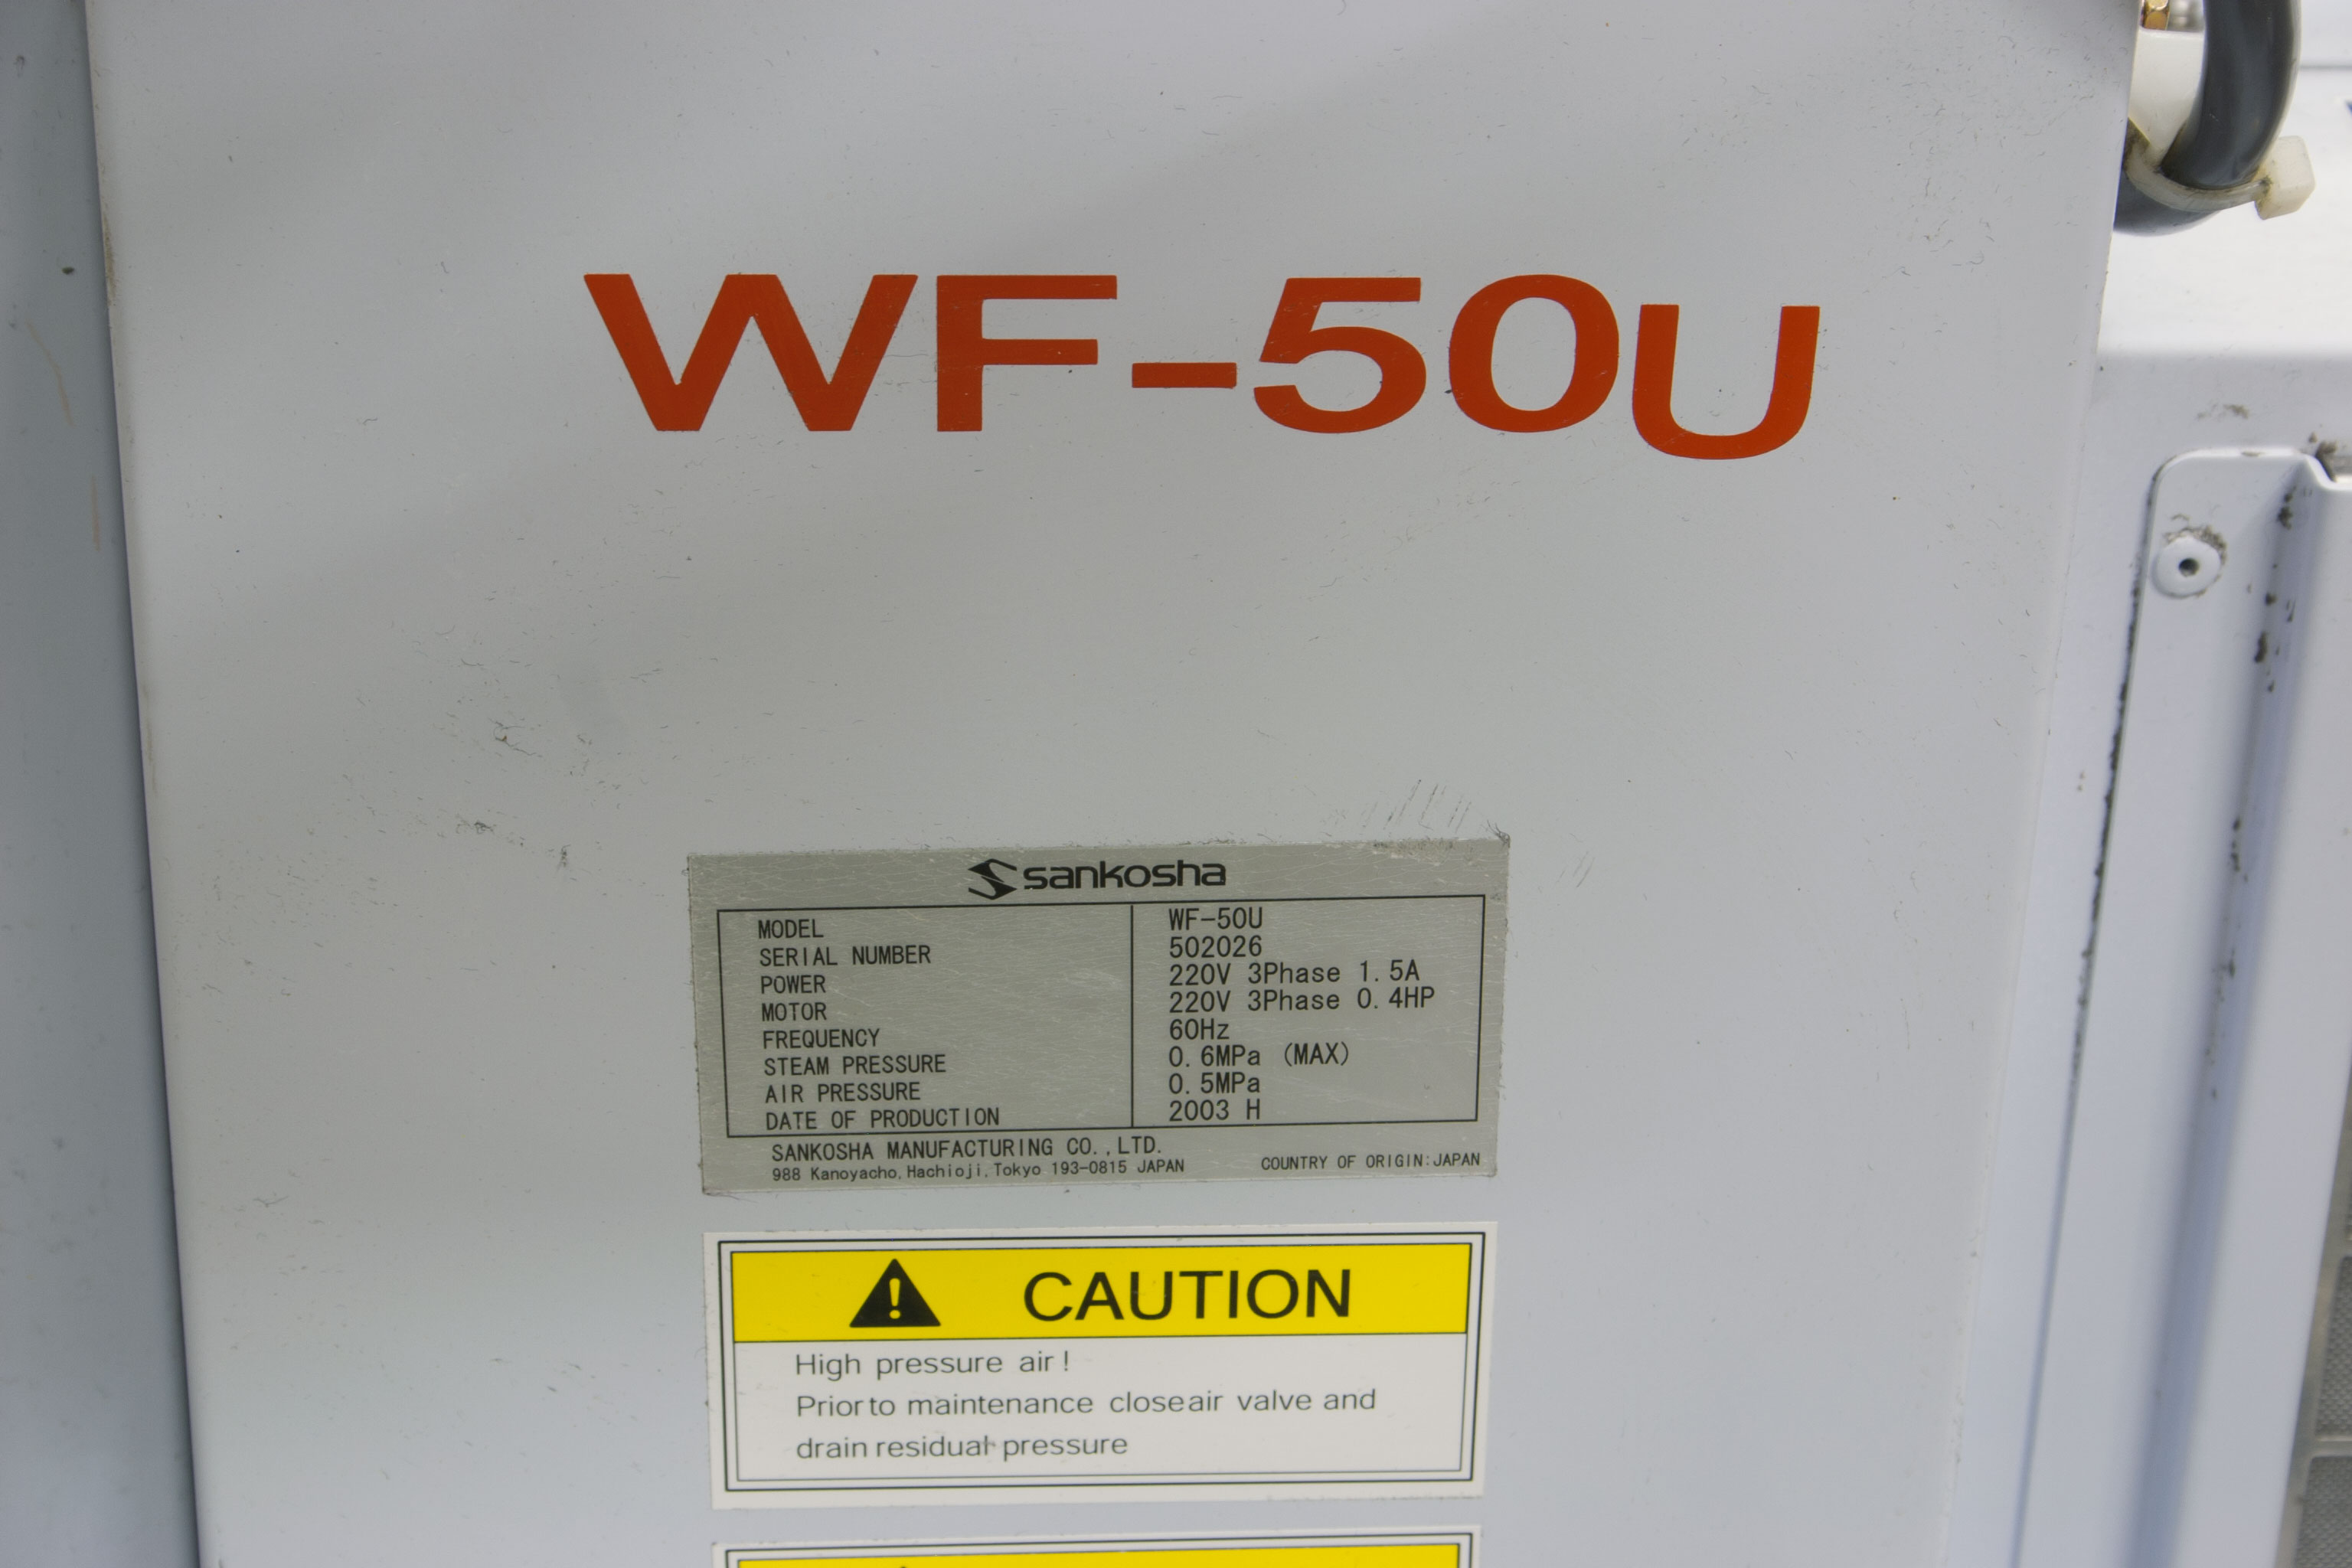 WF-50U
sankosha
MODEL WF-50U
SERIAL NUMBER 502026
POWER 220V 3Phase 1.5A
MOTOR 220V 3Phase 0.4HP
FREQUENCY 60Hz
STEAM PRESSURE 0.6MPa (MAX)
AIR PRESSURE 0.5MPa
DATE OF PRODUCTION 2003 H
SANKOSHA MANUFACTURING CO.,LTD.
988 Kanoyacho,Hachioji,Tokyo 193-0815 JAPAN COUNTRY OF ORIGIN:JAPAN
CAUTION
High pressure air!
Prior to maintenance close air valve and
drain residual pressure